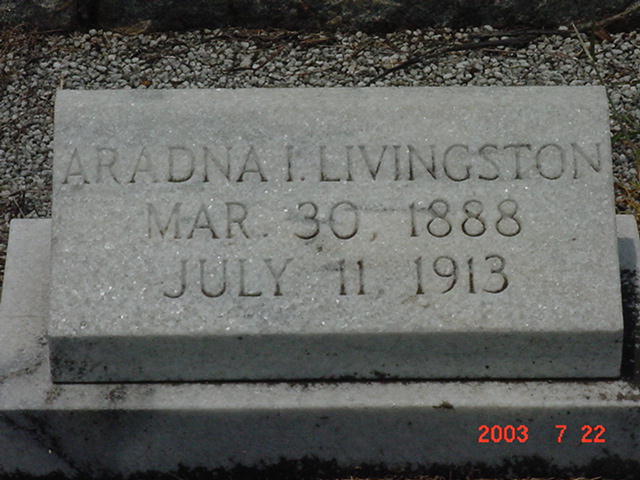 ARADNA I. LIVINGSTON
MAR. 30, 1888
JULY 11, 1913
2003 7 22